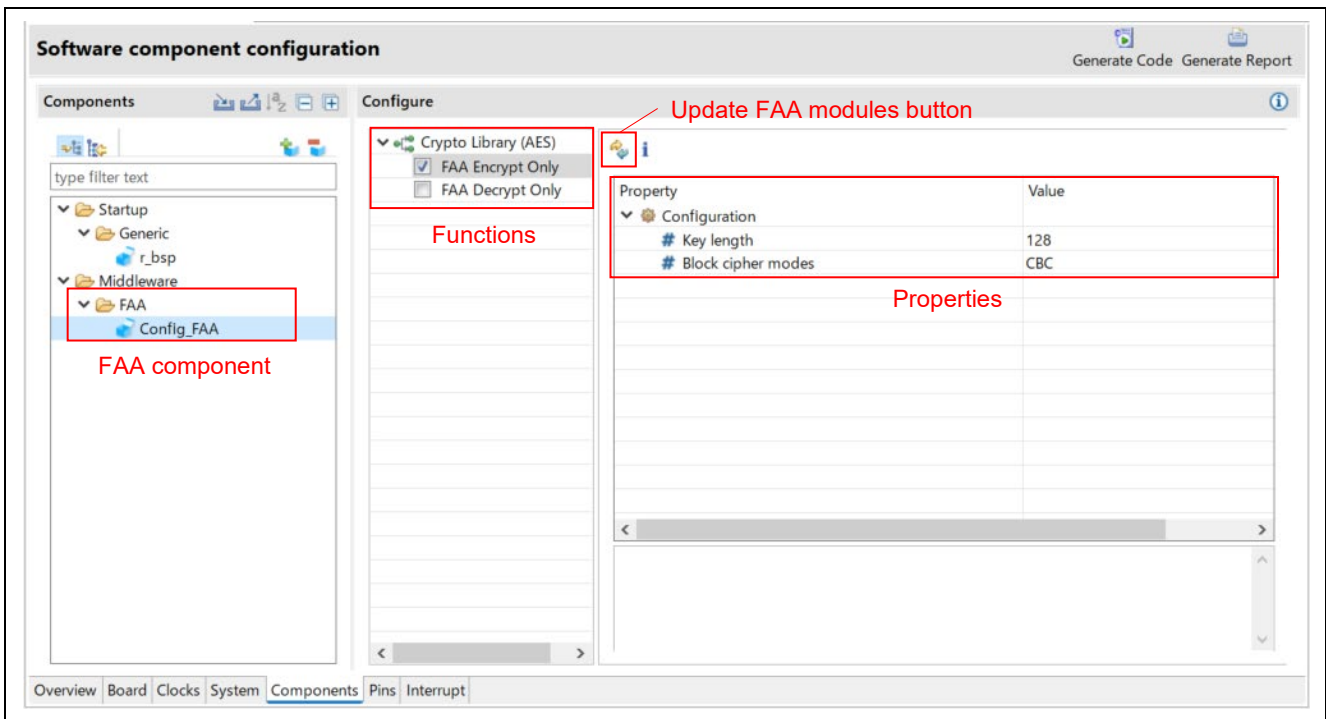 Software component configuration
Generate Code Generate Report
Components
Configure
Update FAA modules button
type filter text
Startup
Generic
r_bsp
Middleware
FAA
Config_FAA
FAA component
Crypto Library (AES)
FAA Encrypt Only
FAA Decrypt Only
Functions
Property Value
Configuration
# Key length 128
# Block cipher modes CBC
Properties
Overview Board Clocks System Components Pins Interrupt